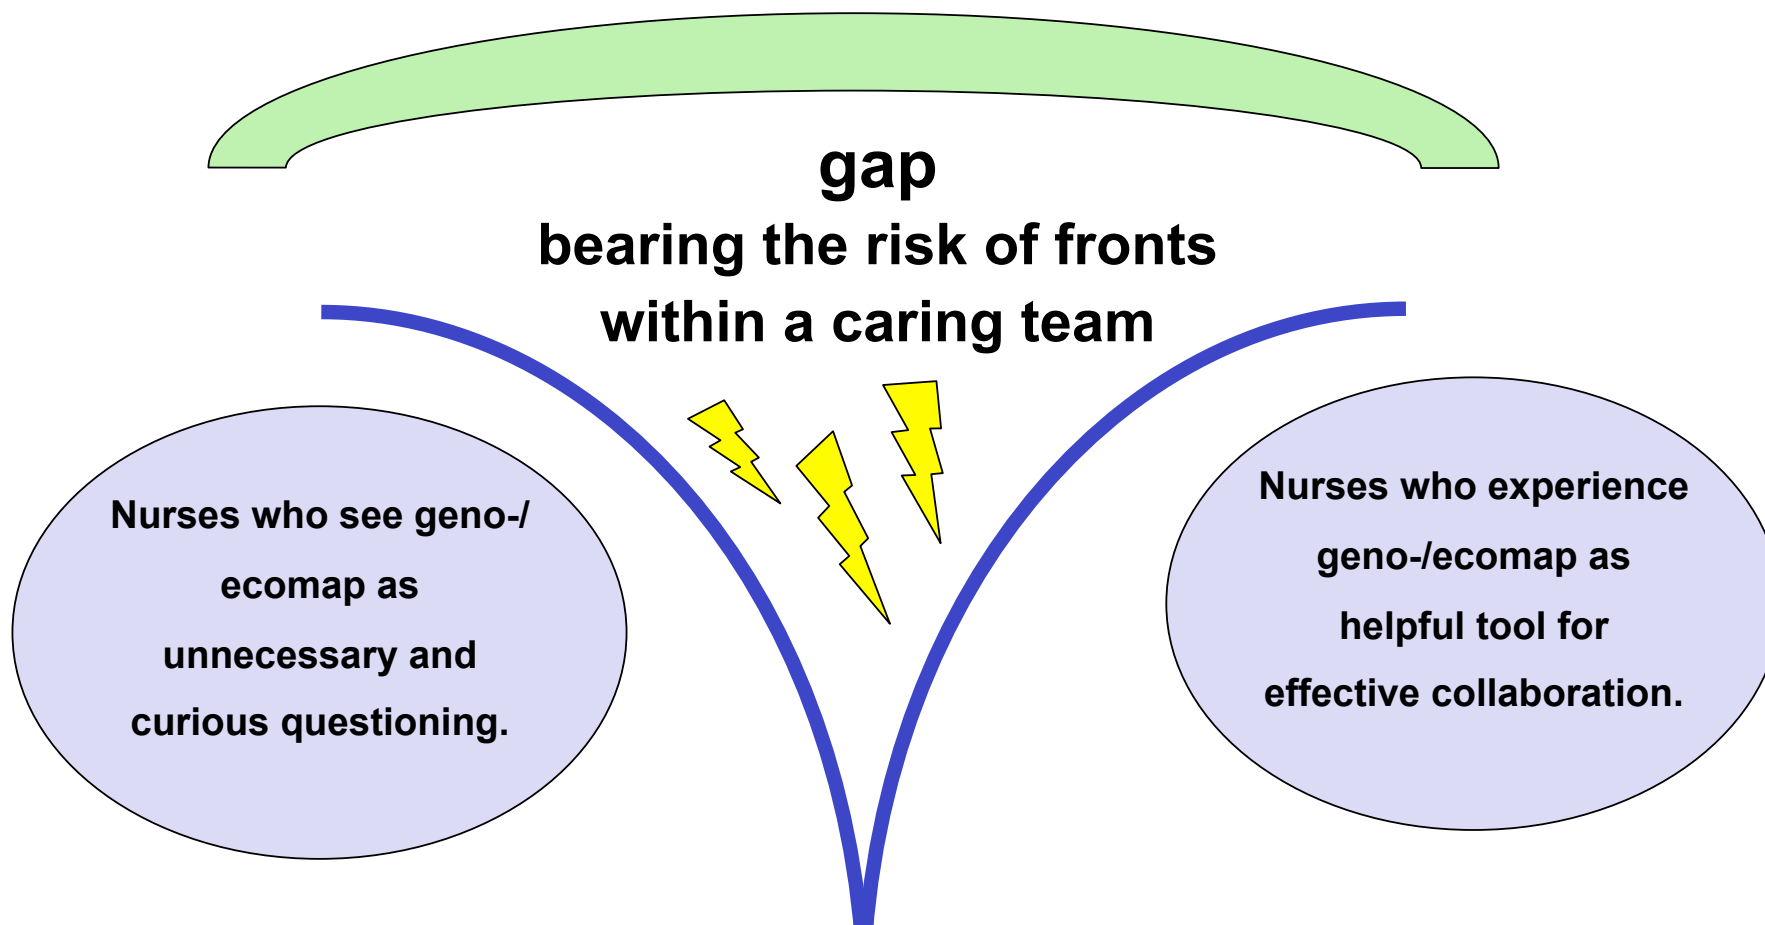 gap
bearing the risk of fronts
within a caring team
Nurses who see geno-/
ecomap as
unnecessary and
curious questioning.
Nurses who experience
geno-/ecomap as
helpful tool for
effective collaboration.